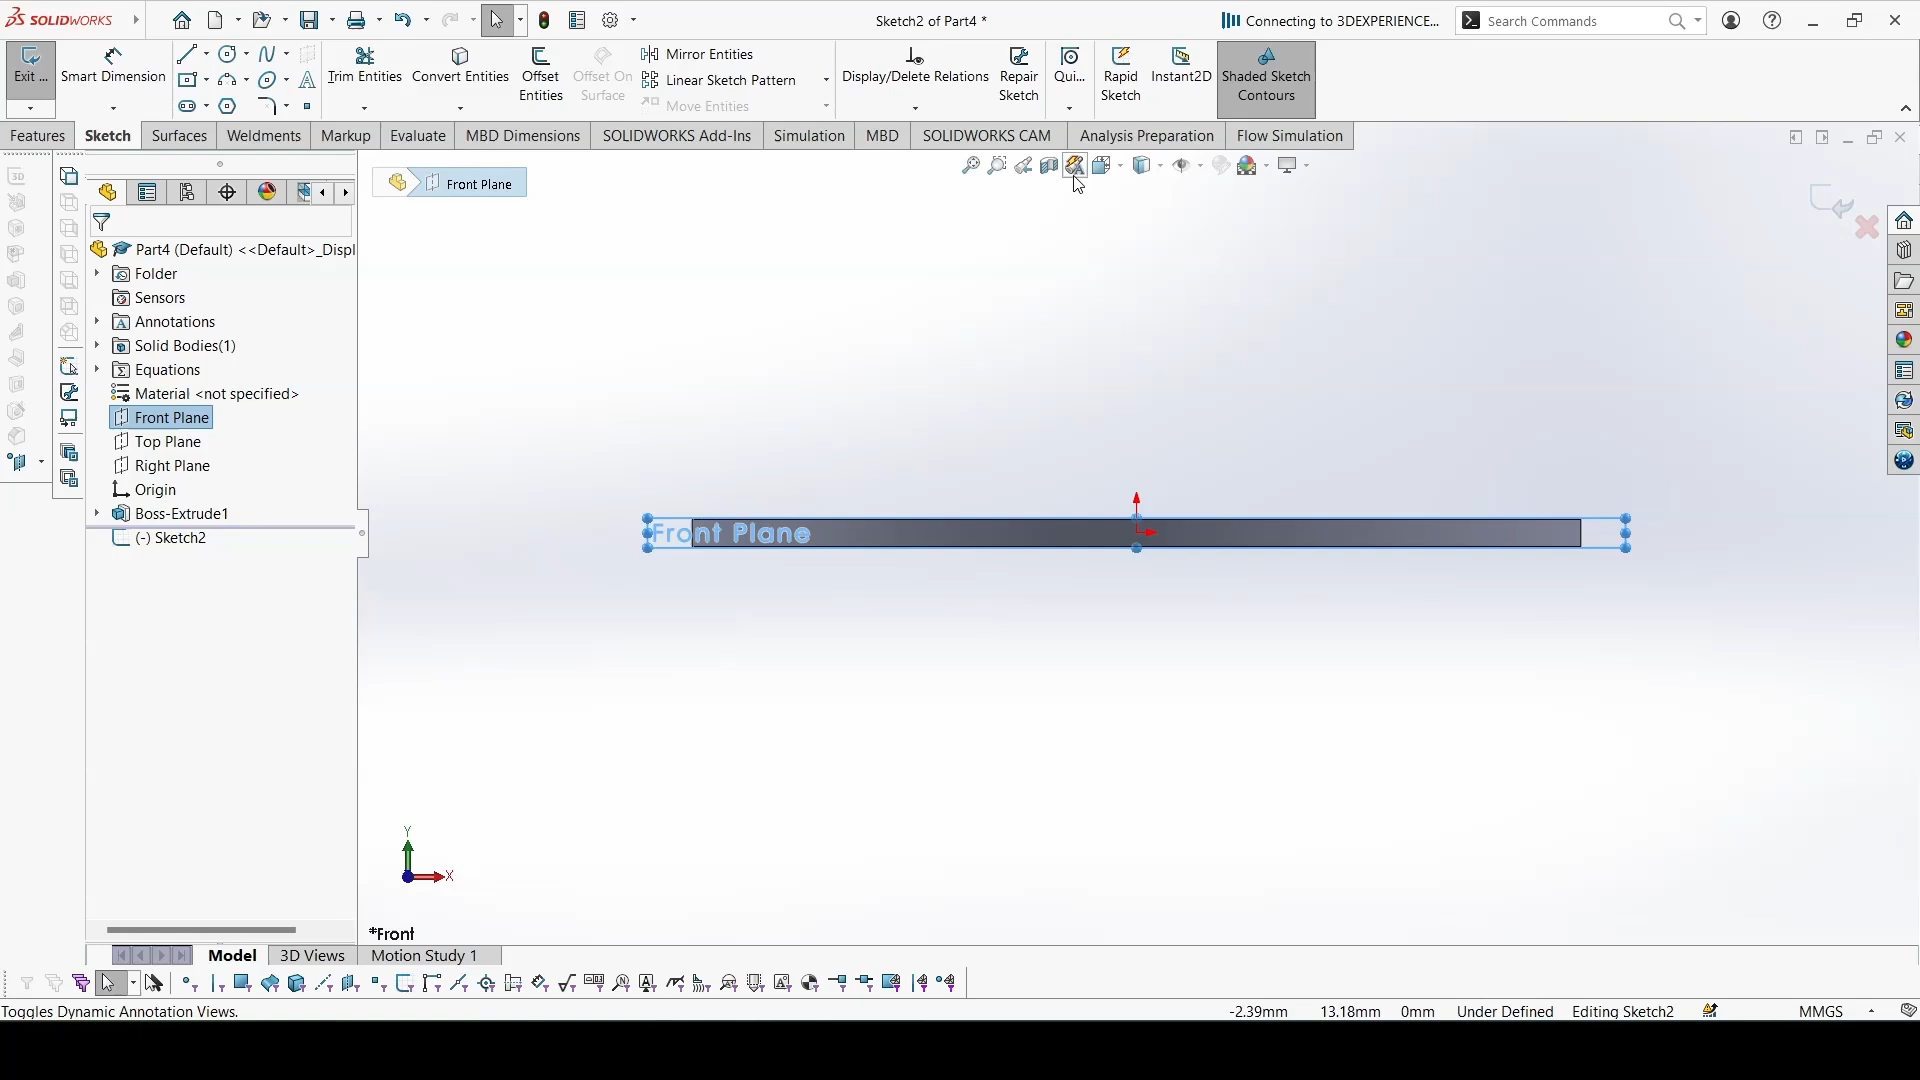 SOLIDWORKS
Sketch2 of Part4 *
Connecting to 3DEXPERIENCE...
Search Commands
Exit ...
Smart Dimension
Trim Entities
Convert Entities
Offset Entities
Offset On Surface
Mirror Entities
Linear Sketch Pattern
Move Entities
Display/Delete Relations
Repair Sketch
Qui...
Rapid Sketch
Instant2D
Shaded Sketch Contours
Features
Sketch
Surfaces
Weldments
Markup
Evaluate
MBD Dimensions
SOLIDWORKS Add-Ins
Simulation
MBD
SOLIDWORKS CAM
Analysis Preparation
Flow Simulation
Front Plane
Part4 (Default) <<Default>_Displ
Folder
Sensors
Annotations
Solid Bodies(1)
Equations
Material <not specified>
Front Plane
Top Plane
Right Plane
Origin
Boss-Extrude1
(-) Sketch2
Front Plane
Y
X
*Front
Model
3D Views
Motion Study 1
Toggles Dynamic Annotation Views.
-2.39mm
13.18mm
0mm
Under Defined
Editing Sketch2
MMGS